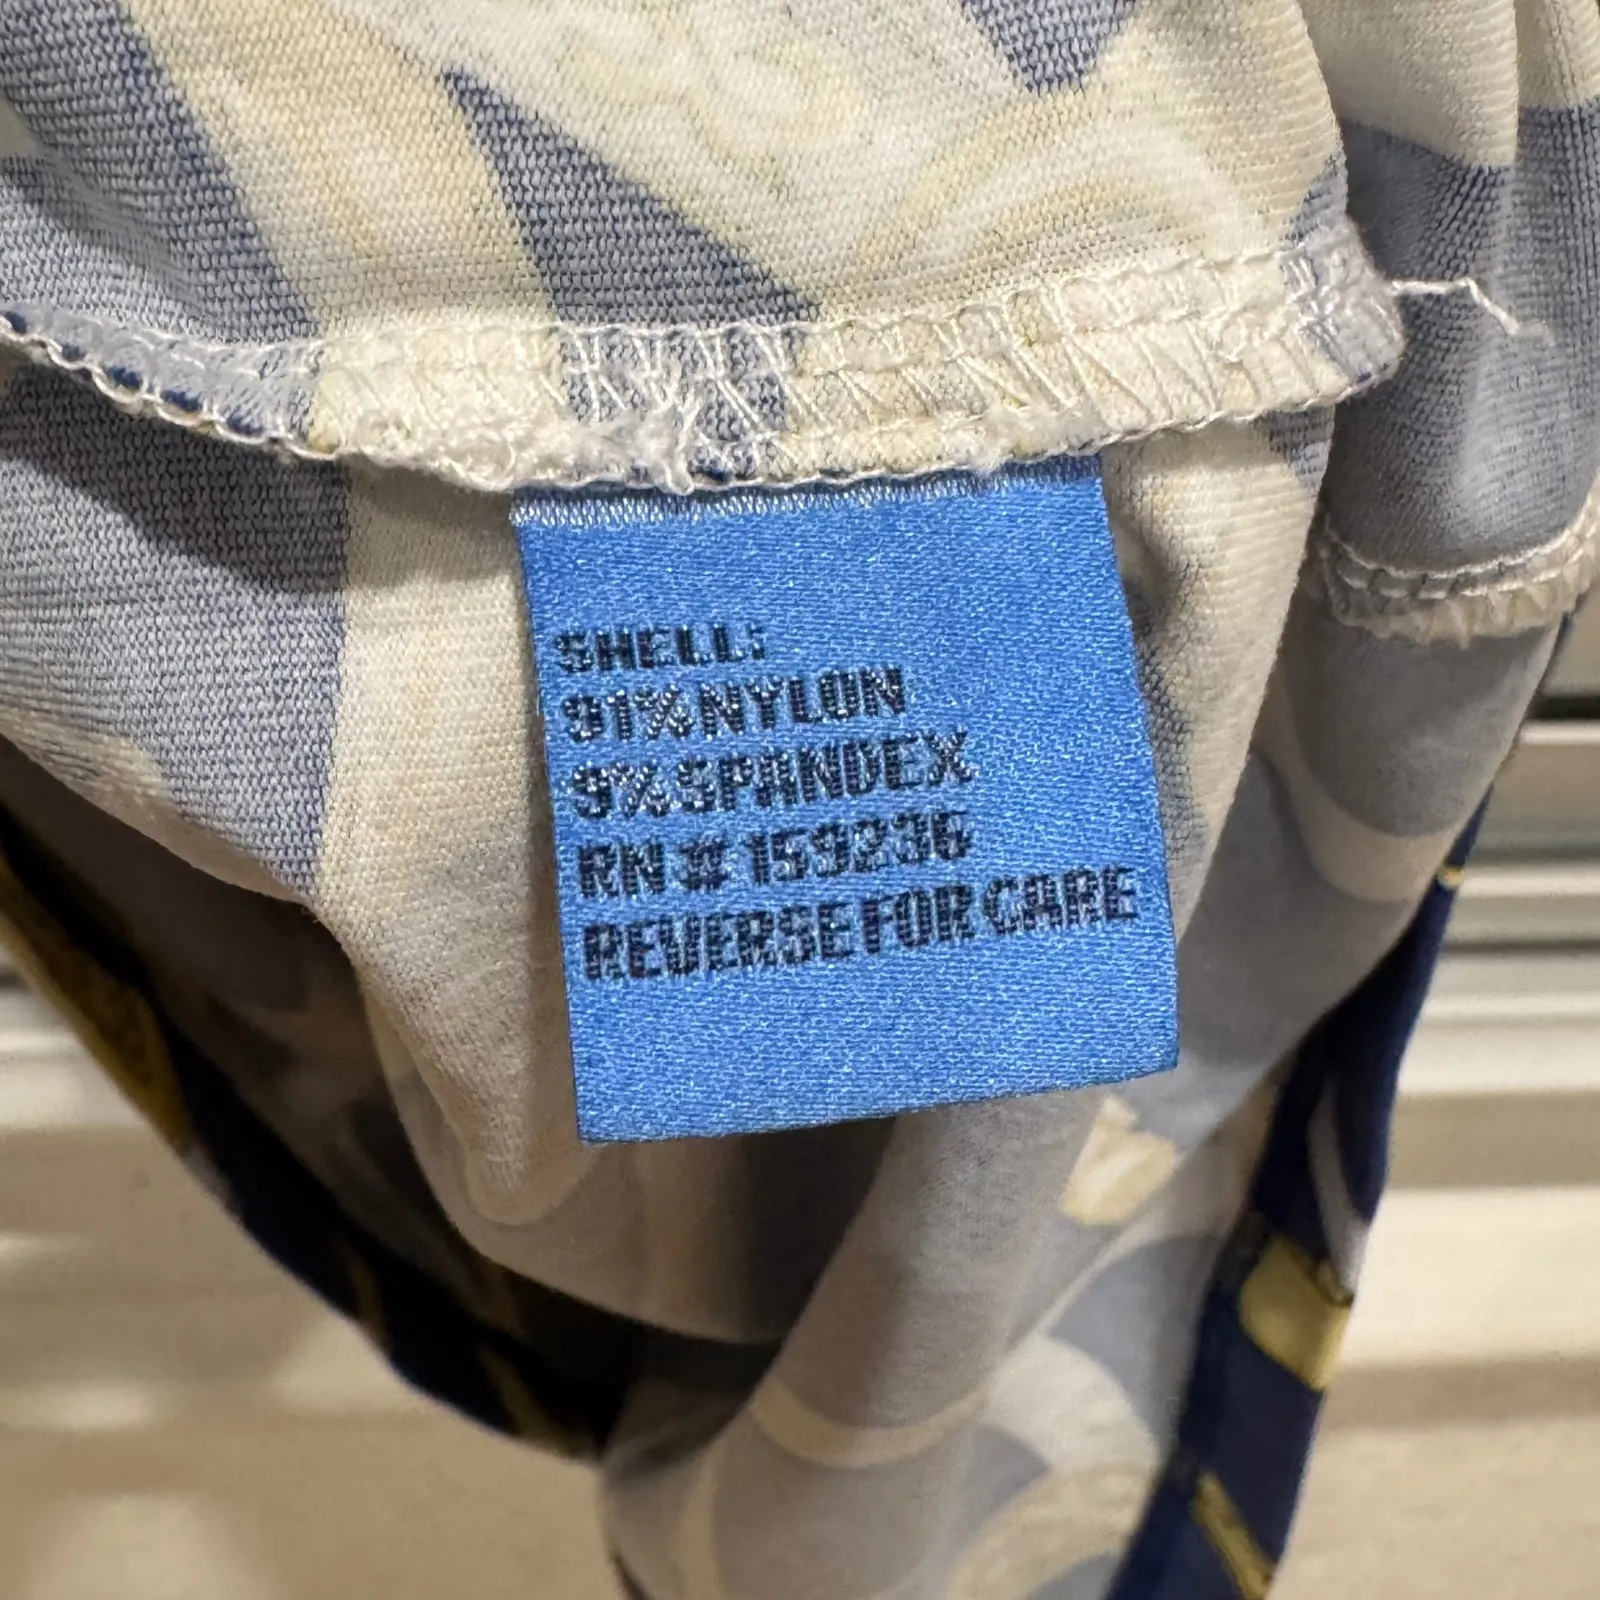 SHELL:
91%NYLON
9%SPANDEX
RN#159236
REVERSE FOR CARE